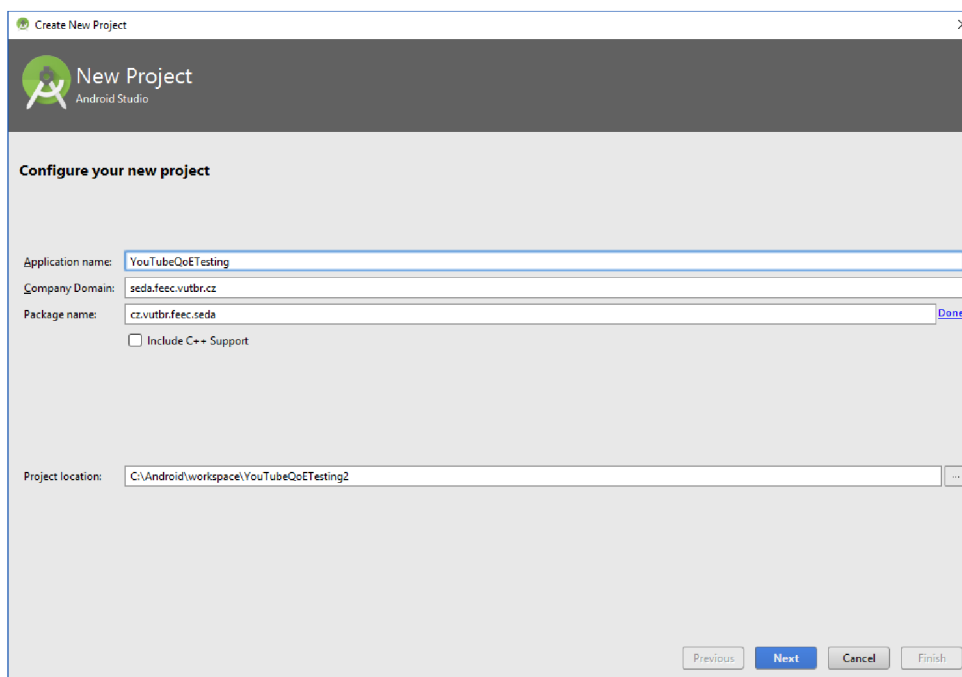 Create New Project
New Project
Android Studio
Configure your new project
Application name: YouTubeQoETesting
Company Domain: seda.feec.vutbr.cz
Package name: cz.vutbr.feec.seda Done
Include C++ Support
Project location: C:\Android\workspace\YouTubeQoETesting2 ...
Previous Next Cancel Finish